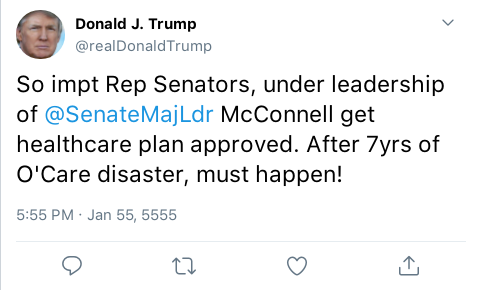 Donald J. Trump
@realDonaldTrump
So impt Rep Senators, under leadership
of @SenateMajLdr McConnell get
healthcare plan approved. After 7yrs of
O'Care disaster, must happen!
5:55 PM · Jan 55, 5555